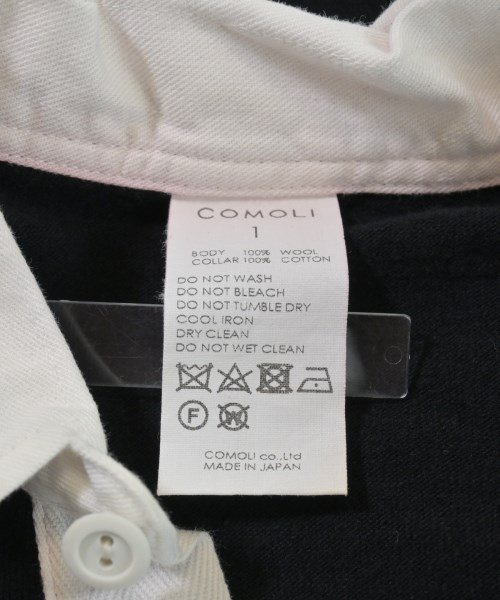 COMOLI
1
BODY 100% WOOL
COLLAR 100% COTTON
DO NOT WASH
DO NOT BLEACH
DO NOT TUMBLE DRY
COOL IRON
DRY CLEAN
DO NOT WET CLEAN
F W
COMOLI co.,Ltd
MADE IN JAPAN